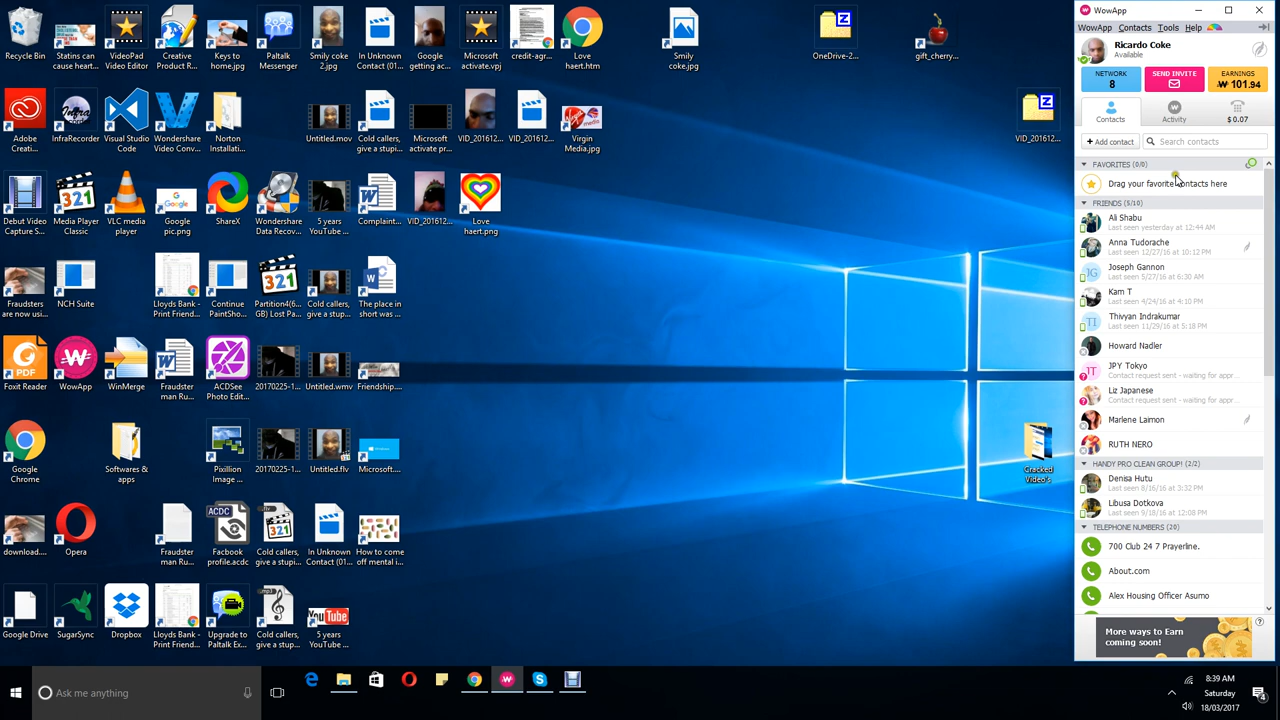 Recycle Bin
Statins can cause heart...
VideoPad Video Editor
Creative Product R...
Keys to home.jpg
Paltalk Messenger
Smily coke 2.jpg
In Unknown Contact (01...
Google getting ac...
Microsoft activate.vpj
credit-agr...
Love haert.htm
Smily coke.jpg
OneDrive-2...
gift_cherry...
Adobe Creati...
InfraRecorder
Visual Studio Code
Wondershare Video Conv...
Norton Installati...
Untitled.mov
Cold callers, give a stup...
Microsoft activate pr...
VID_201612...
VID_201612...
Virgin Media.jpg
VID_201612...
Debut Video Capture S...
Media Player Classic
VLC media player
Google pic.png
ShareX
Wondershare Data Recov...
5 years YouTube ...
Complaint...
VID_201612...
Love haert.png
Fraudsters are now usi...
NCH Suite
Lloyds Bank - Print Friend...
Continue PaintSho...
Partition4(6... GB) Lost Pa...
Cold callers, give a stup...
The place in short was ...
Foxit Reader
WowApp
WinMerge
Fraudster man Ru...
ACDSee Photo Edit...
20170225-1...
Untitled.wmv
Friendship....
Google Chrome
Softwares & apps
Pixillion Image ...
20170225-1...
Untitled.flv
Microsoft....
Cracked Video's
download....
Opera
Fraudster man Ru...
Facbook profile.acdc
Cold callers, give a stupi...
In Unknown Contact (01...
How to come off mental i...
Google Drive
SugarSync
Dropbox
Lloyds Bank - Print Friend...
Upgrade to Paltalk Ex...
Cold callers, give a stup...
5 years YouTube ...
WowApp
WowApp Contacts Tools Help
Ricardo Coke
Available
NETWORK
8
SEND INVITE
EARNINGS
101.94
Contacts
Activity
$ 0.07
+ Add contact
Search contacts
FAVORITES (0/0)
Drag your favorite contacts here
FRIENDS (5/10)
Ali Shabu
Last seen yesterday at 12:44 AM
Anna Tudorache
Last seen 12/27/16 at 10:12 PM
JG
Joseph Gannon
Last seen 5/27/16 at 6:30 AM
Kam T
Last seen 4/24/16 at 4:10 PM
TI
Thivyan Indrakumar
Last seen 11/29/16 at 5:18 PM
Howard Nadler
JT
JPY Tokyo
Contact request sent - waiting for appr...
Liz Japanese
Contact request sent - waiting for appr...
Marlene Laimon
RUTH NERO
HANDY PRO CLEAN GROUP! (2/2)
Denisa Hutu
Last seen 8/16/16 at 3:32 PM
Libusa Dotkova
Last seen 9/18/16 at 12:08 PM
TELEPHONE NUMBERS (20)
700 Club 24 7 Prayerline.
About.com
Alex Housing Officer Asumo
More ways to Earn
coming soon!
Ask me anything
8:39 AM
Saturday
18/03/2017
4